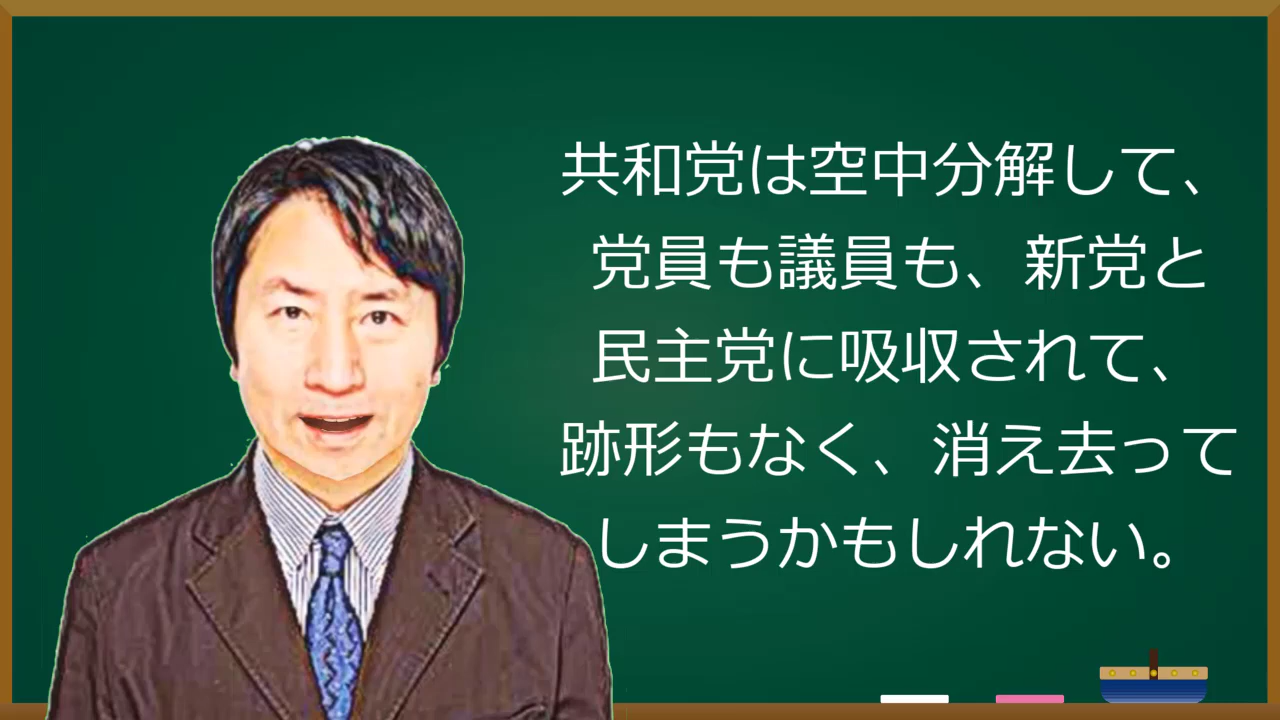 共和党は空中分解して、
党員も議員も、新党と
民主党に吸収されて、
跡形もなく、消え去って
しまうかもしれない。